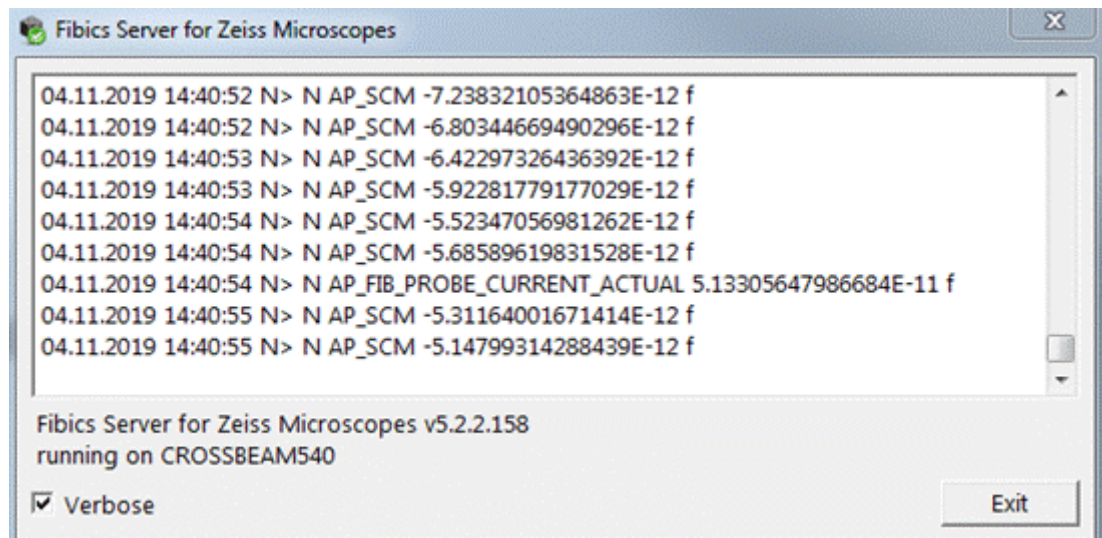 Fibics Server for Zeiss Microscopes
04.11.2019 14:40:52 N> N AP_SCM -7.23832105364863E-12 f
04.11.2019 14:40:52 N> N AP_SCM -6.80344669490296E-12 f
04.11.2019 14:40:53 N> N AP_SCM -6.42297326436392E-12 f
04.11.2019 14:40:53 N> N AP_SCM -5.92281779177029E-12 f
04.11.2019 14:40:54 N> N AP_SCM -5.52347056981262E-12 f
04.11.2019 14:40:54 N> N AP_SCM -5.68589619831528E-12 f
04.11.2019 14:40:54 N> N AP_FIB_PROBE_CURRENT_ACTUAL 5.13305647986684E-11 f
04.11.2019 14:40:55 N> N AP_SCM -5.31164001671414E-12 f
04.11.2019 14:40:55 N> N AP_SCM -5.14799314288439E-12 f
Fibics Server for Zeiss Microscopes v5.2.2.158
running on CROSSBEAM540
Verbose
Exit